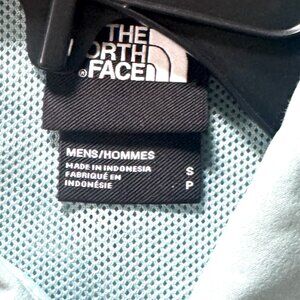 THE
NORTH
®FACE
MENS/HOMMES
MADE IN INDONESIA
FABRIQUÉ EN
INDONÉSIE
S
P